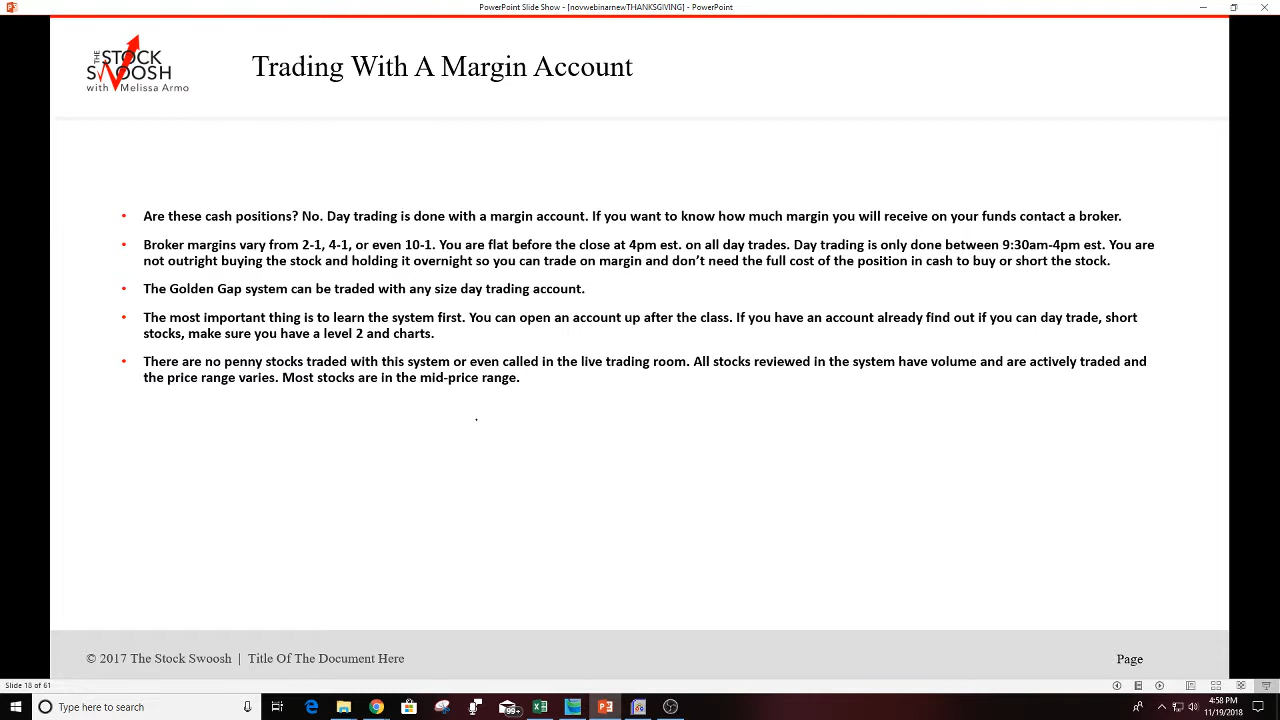 PowerPoint Slide Show - [novwebinarnewTHANKSGIVING] - PowerPoint
THE
STOCK
SWOOSH
with Melissa Armo
Trading With A Margin Account
• Are these cash positions? No. Day trading is done with a margin account. If you want to know how much margin you will receive on your funds contact a broker.
• Broker margins vary from 2-1, 4-1, or even 10-1. You are flat before the close at 4pm est. on all day trades. Day trading is only done between 9:30am-4pm est. You are
not outright buying the stock and holding it overnight so you can trade on margin and don’t need the full cost of the position in cash to buy or short the stock.
• The Golden Gap system can be traded with any size day trading account.
• The most important thing is to learn the system first. You can open an account up after the class. If you have an account already find out if you can day trade, short
stocks, make sure you have a level 2 and charts.
• There are no penny stocks traded with this system or even called in the live trading room. All stocks reviewed in the system have volume and are actively traded and
the price range varies. Most stocks are in the mid-price range.
© 2017 The Stock Swoosh | Title Of The Document Here
Page
Slide 18 of 61
Type here to search
4:58 PM
11/19/2018